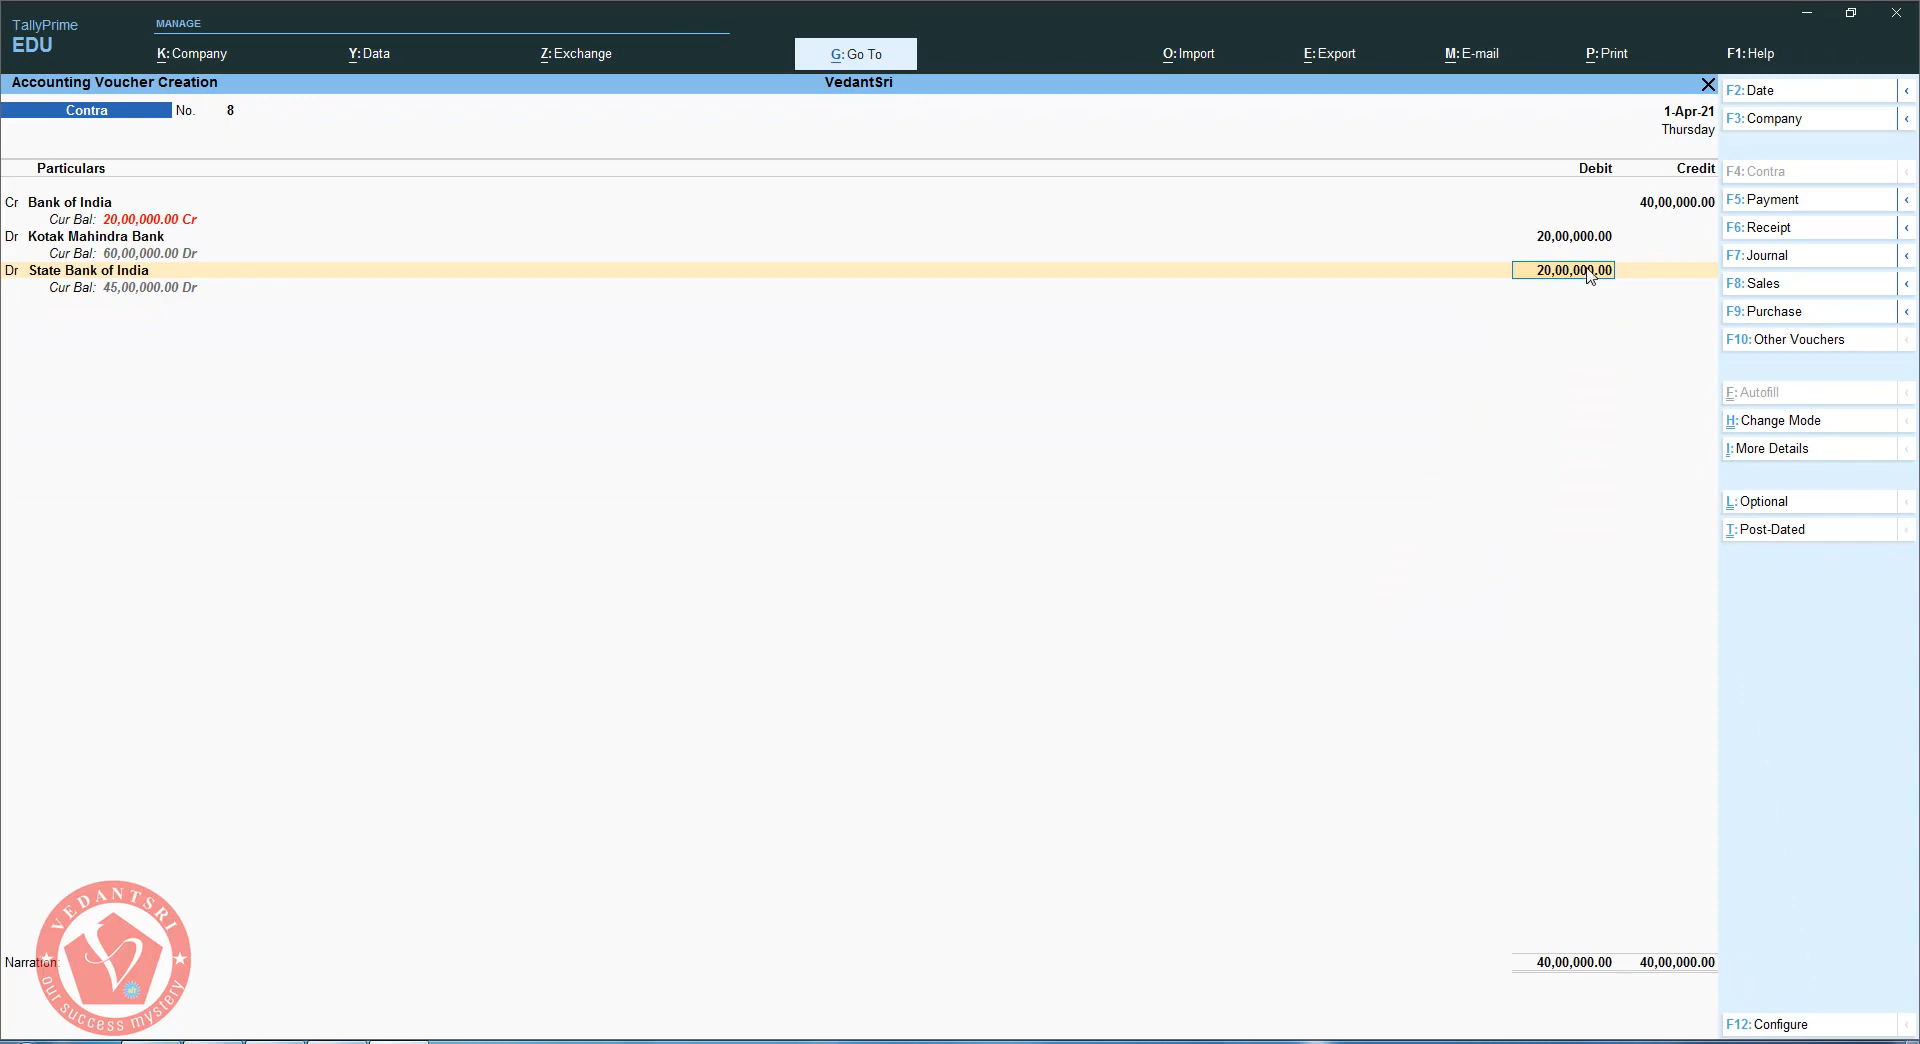 TallyPrime
EDU
MANAGE
K: Company
Y: Data
Z: Exchange
G: Go To
O: Import
E: Export
M: E-mail
P: Print
F1: Help
Accounting Voucher Creation
VedantSri
Contra No. 8
1-Apr-21
Thursday
Particulars Debit Credit
Cr Bank of India 40,00,000.00
Cur Bal: 20,00,000.00 Cr
Dr Kotak Mahindra Bank 20,00,000.00
Cur Bal: 60,00,000.00 Dr
Dr State Bank of India 20,00,000.00
Cur Bal: 45,00,000.00 Dr
Narration: 40,00,000.00 40,00,000.00
VEDANTSRI
our success mystery
F2: Date
F3: Company
F4: Contra
F5: Payment
F6: Receipt
F7: Journal
F8: Sales
F9: Purchase
F10: Other Vouchers
F: Autofill
H: Change Mode
I: More Details
L: Optional
T: Post-Dated
F12: Configure